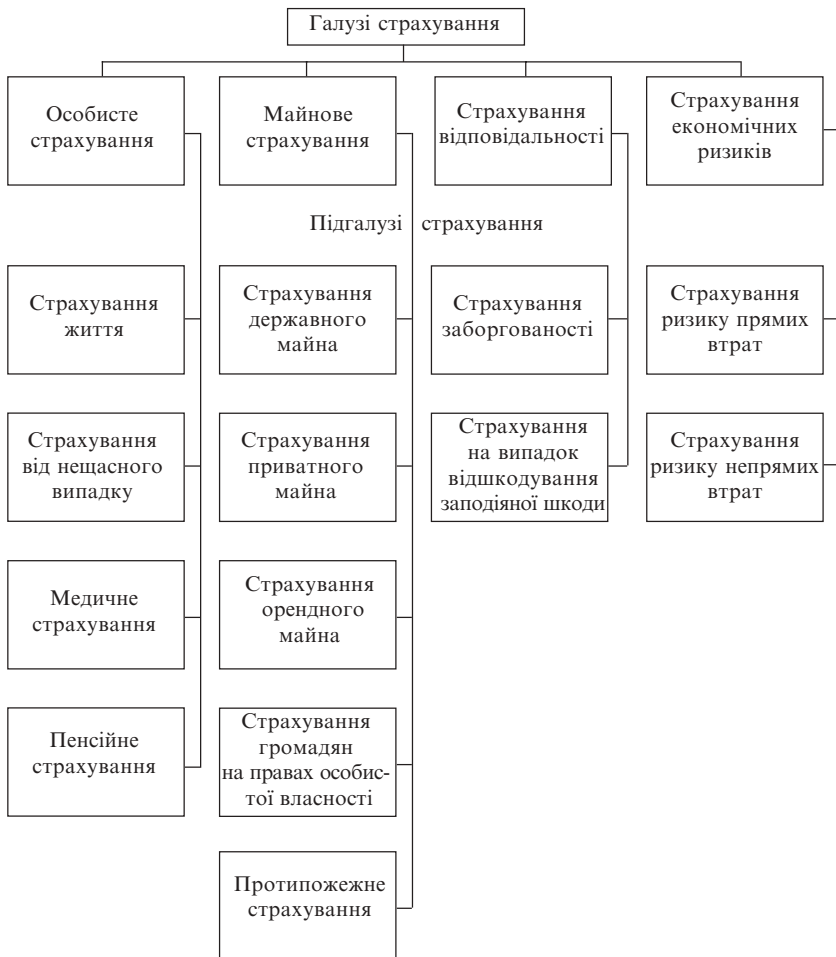 Галузі страхування
Особисте
страхування
Майнове
страхування
Страхування
відповідальності
Страхування
економічних
ризиків
Підгалузі страхування
Страхування
життя
Страхування
державного
майна
Страхування
заборгованості
Страхування
ризику прямих
втрат
Страхування
від нещасного
випадку
Страхування
приватного
майна
Страхування
на випадок
відшкодування
заподіяної шкоди
Страхування
ризику непрямих
втрат
Медичне
страхування
Страхування
орендного
майна
Пенсійне
страхування
Страхування
громадян
на правах особис-
тої власності
Протипожежне
страхування